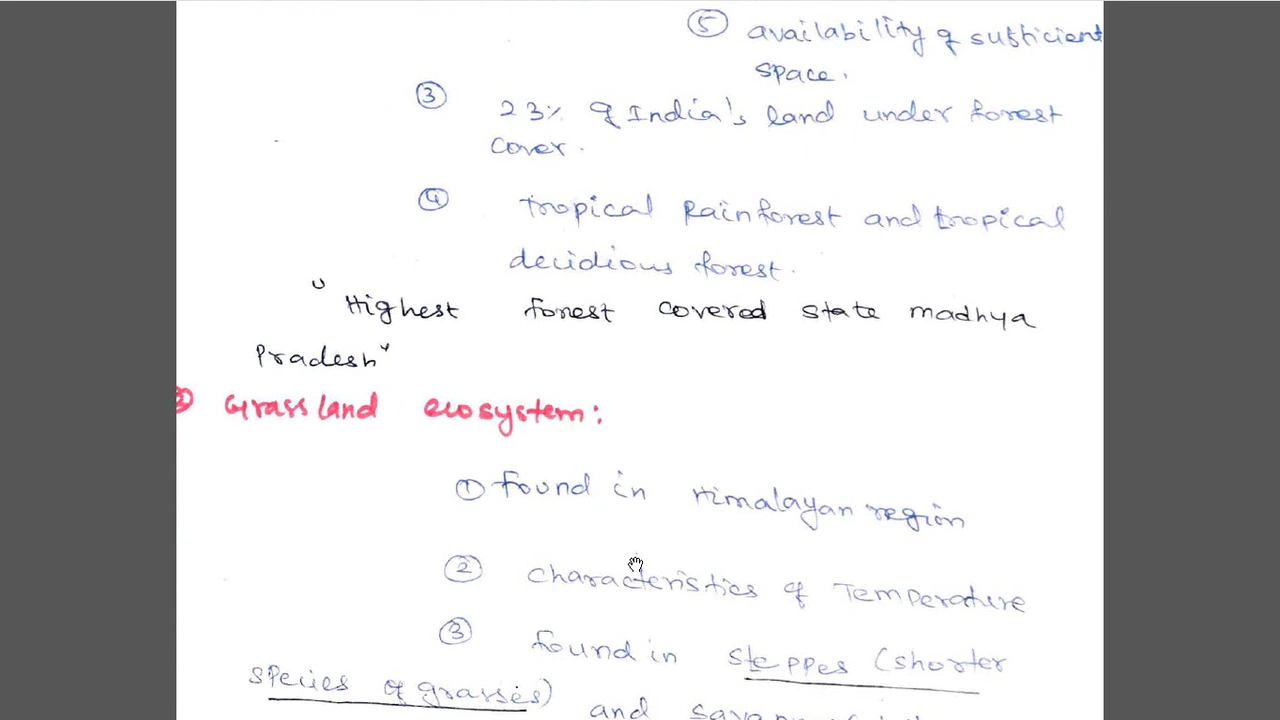 ⑤ availability of sufficient
space.
③ 23% of India's land under forest
cover.
④ tropical Rainforest and tropical
decidious forest.
"Highest forest covered state madhya
Pradesh"
Grassland ecosystem:
① found in Himalayan region
② characteristics of Temperature
③ found in steppes (shorter
species of grasses) and